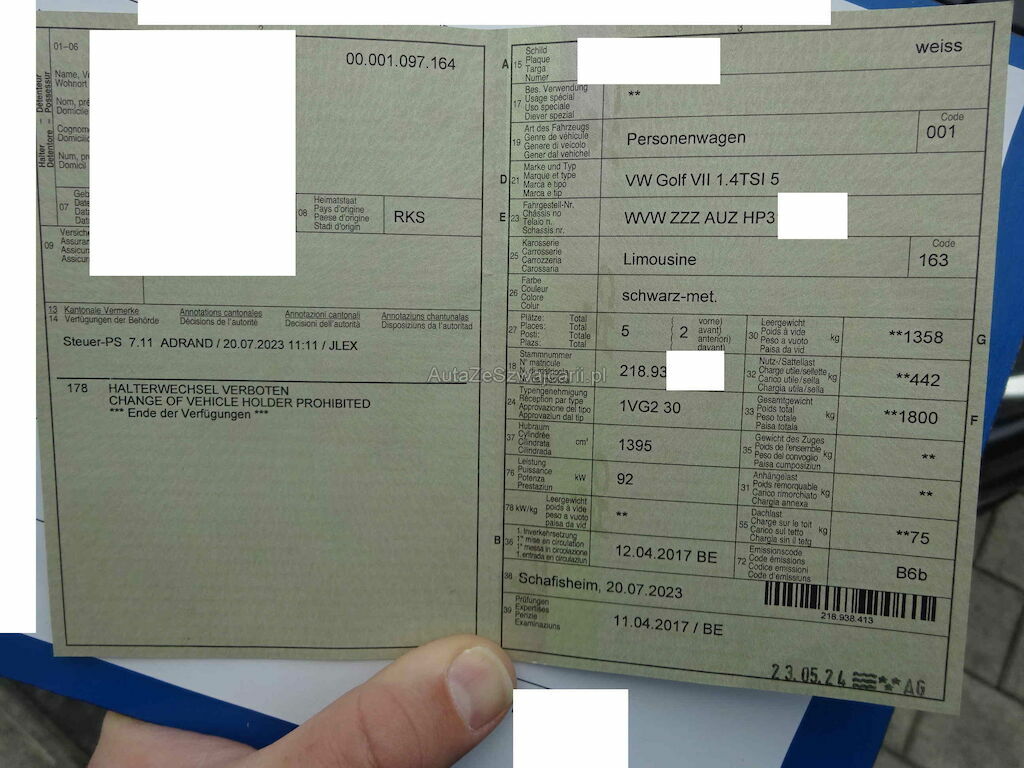 2
3
01-06
00.001.097.164
Halter – Détenteur
Detentore – Possessur
Name, V
Wohnort
Nom, pré
Domicile
Cognom
Domicilio
Num, pr
Domicil
07
Geb
Date
Data
Data
08
Heimatstaat
Pays d'origine
Paese d'origine
Stadi d'origin
RKS
09
Versich
Assuran
Assicur
Assicur
13
14
Kantonale Vermerke
Verfügungen der Behörde
Annotations cantonales
Décisions de l'autorité
Annotazioni cantonali
Decisioni dell'autorità
Annotaziuns chantunalas
Disposiziuns da l'autoritad
Steuer-PS 7.11 ADRAND / 20.07.2023 11:11 / JLEX
178 HALTERWECHSEL VERBOTEN
CHANGE OF VEHICLE HOLDER PROHIBITED
*** Ende der Verfügungen ***
A
15
Schild
Plaque
Targa
Numer
weiss
17
Bes. Verwendung
Usage spécial
Uso speciale
Diever spezial
**
19
Art des Fahrzeugs
Genre de véhicule
Genere di veicolo
Gener dal vehichel
Personenwagen
Code
001
D
21
Marke und Typ
Marque et type
Marca e tipo
Marca e tip
VW Golf VII 1.4TSI 5
E
23
Fahrgestell-Nr.
Châssis no
Telaio n.
Schassis nr.
WVW ZZZ AUZ HP3
25
Karosserie
Carrosserie
Carrozzeria
Carossaria
Limousine
Code
163
26
Farbe
Couleur
Colore
Colur
schwarz-met.
27
Plätze: Total
Places: Total
Posti: Totale
Plazs: Total
5
2
vorne)
avant)
anteriori)
davant)
30
Leergewicht
Poids à vide
Peso a vuoto
Paisa da vid
kg
**1358
G
18
Stammnummer
N° matricule
218.93
32
Nutz-/Sattellast
Charge utile/sellette
Carico utile/sella
Chargia utila/sella
kg
**442
24
Typengenehmigung
Réception par type
Approvazione del tipo
Approvaziun dal tip
1VG2 30
33
Gesamtgewicht
Poids total
Peso totale
Paisa totala
kg
**1800
F
37
Hubraum
Cylindrée
Cilindrata
Cilindrada
cm³
1395
35
Gewicht des Zuges
Poids de l'ensemble
Peso del convoglio
Paisa cumposiziun
kg
**
76
Leistung
Puissance
Potenza
Prestaziun
kW
92
31
Anhängelast
Poids remorquable
Carico rimorchiato
Chargia annexa
kg
**
78
kW/kg
Leergewicht
poids à vide
peso a vuoto
paisa da vid
**
55
Dachlast
Charge sur le toit
Carico sul tetto
Chargia sin il tetg
kg
**75
B
36
1. Inverkehrsetzung
1re mise en circulation
1a messa in circolazione
1. entrada en circulaziun
12.04.2017 BE
72
Emissionscode
Code émissions
Codice emissioni
Code d'emissiuns
B6b
38
Schafisheim, 20.07.2023
216.938.413
39
Prüfungen
Expertises
Perizie
Examinaziuns
11.04.2017 / BE
23.05.24 AG
AutaZeSzwajcarii.pl